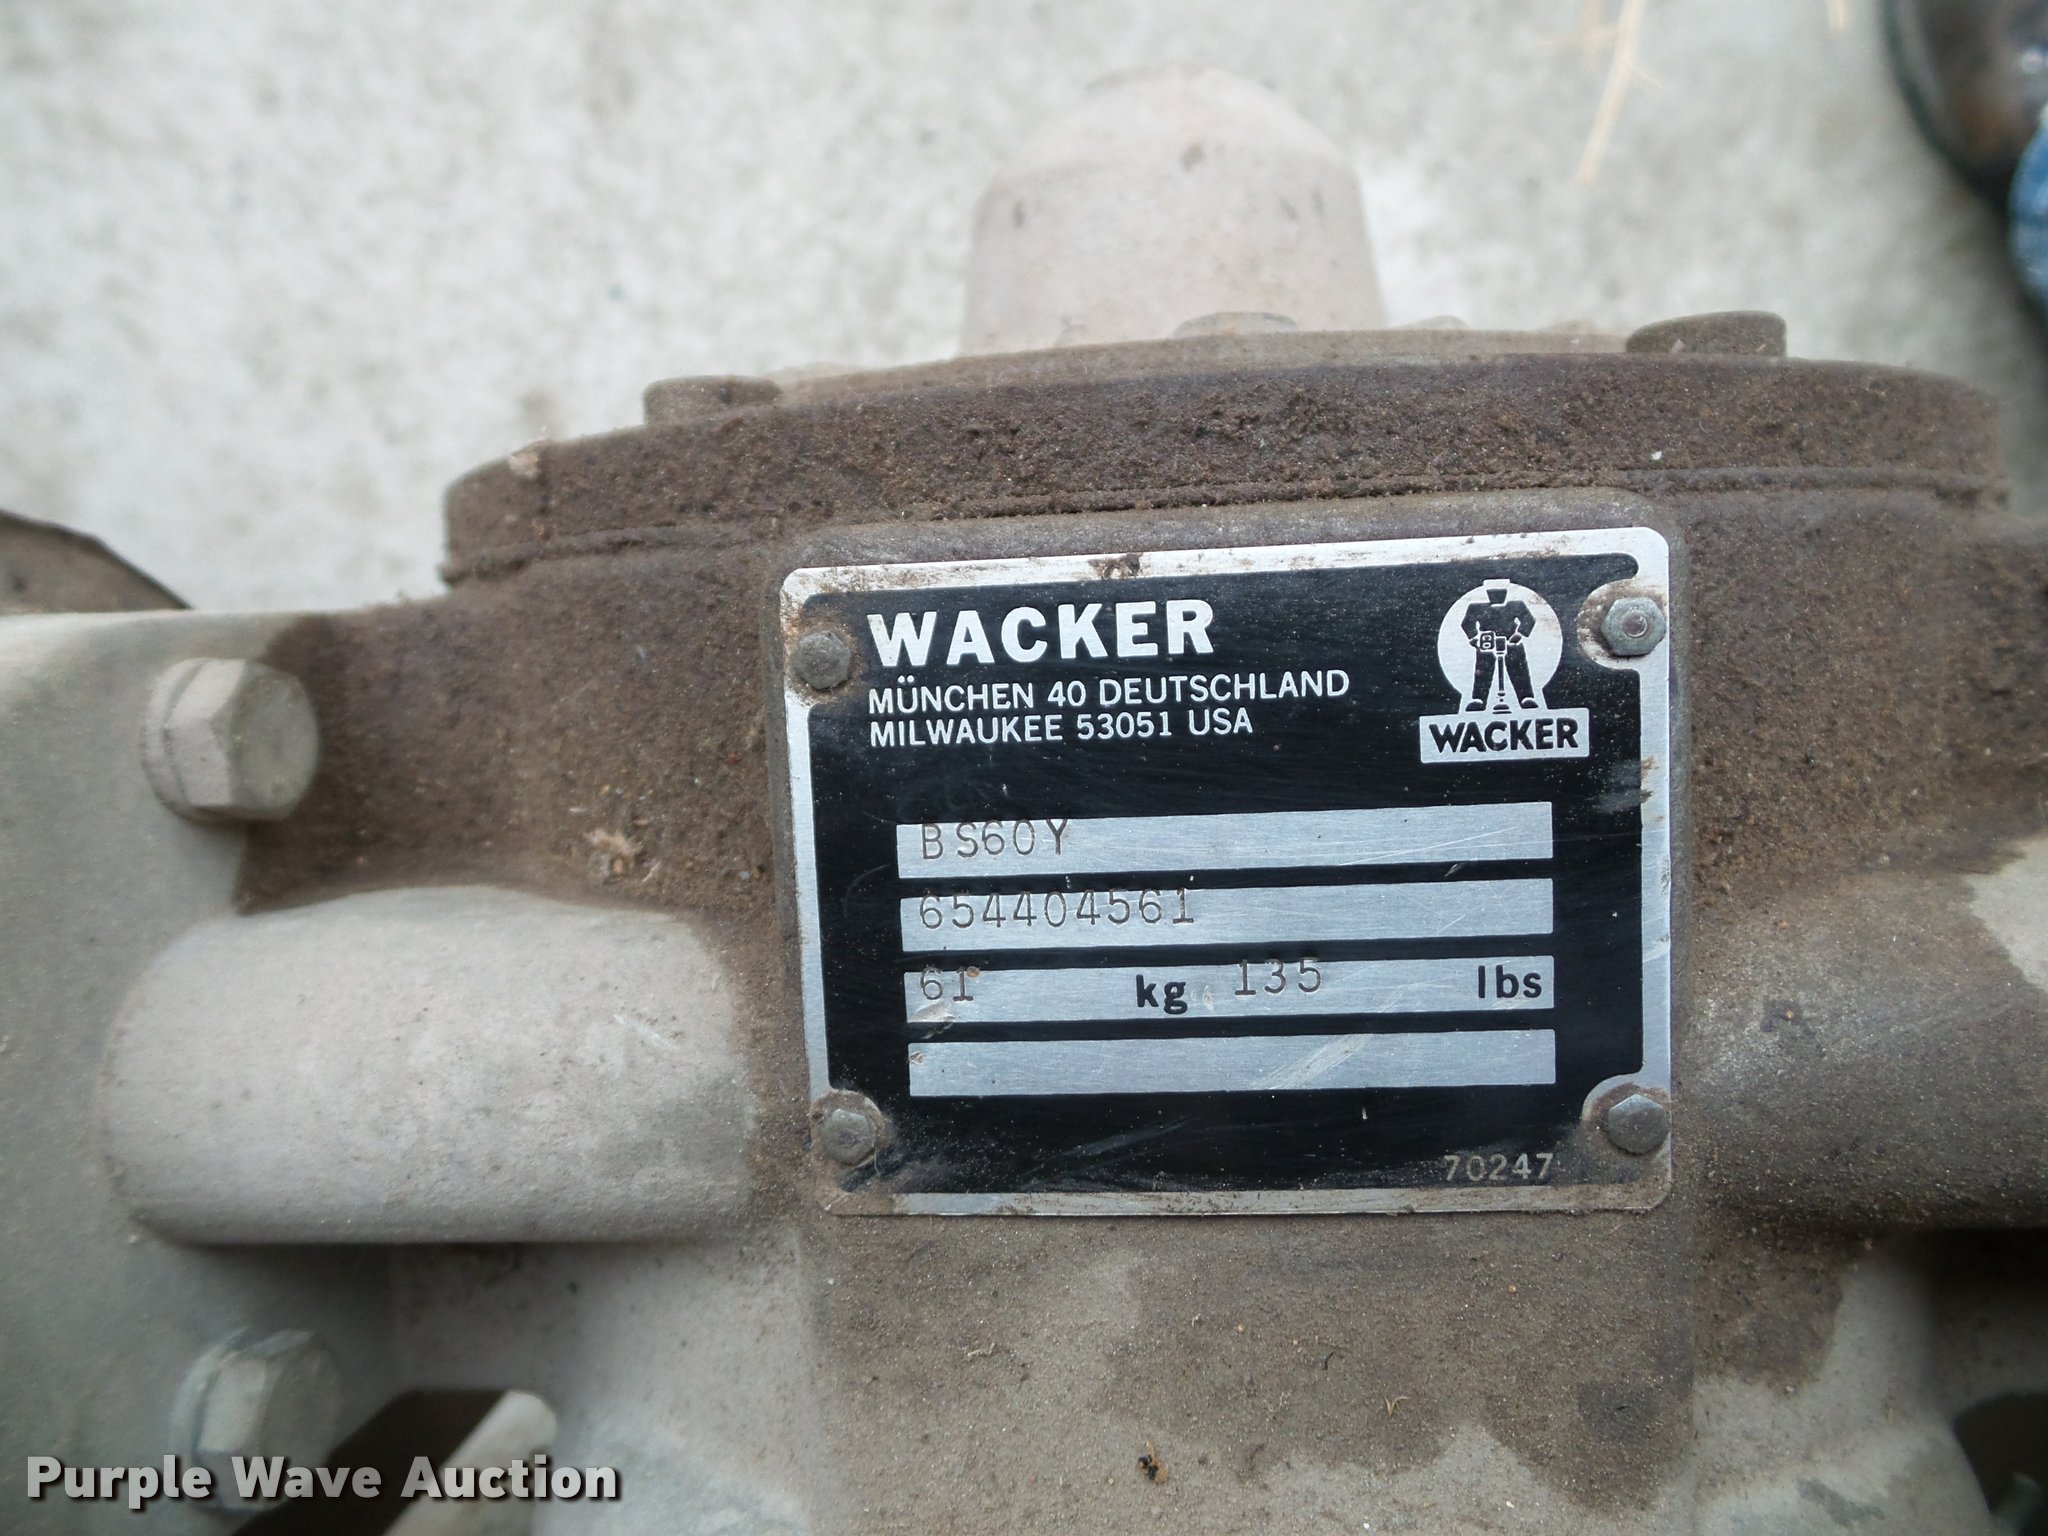 WACKER
MÜNCHEN 40 DEUTSCHLAND
MILWAUKEE 53051 USA
WACKER
BS60Y
654404561
61 kg 135 lbs
70247
Purple Wave Auction